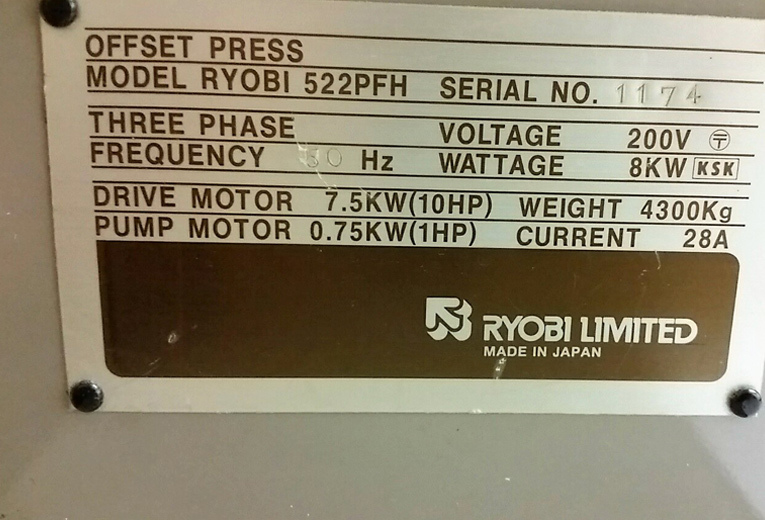 OFFSET PRESS
MODEL RYOBI 522PFH SERIAL NO. 1174
THREE PHASE VOLTAGE 200V
FREQUENCY Hz WATTAGE 8KW KSK
DRIVE MOTOR 7.5KW(10HP) WEIGHT 4300Kg
PUMP MOTOR 0.75KW(1HP) CURRENT 28A
RYOBI LIMITED
MADE IN JAPAN